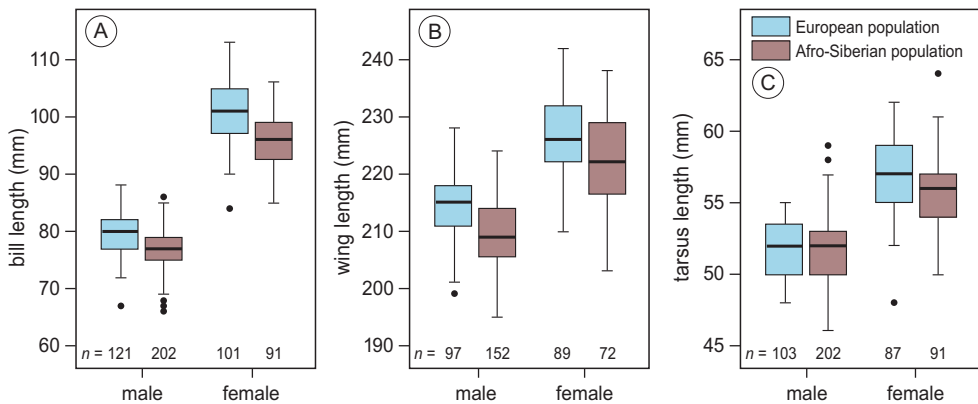 A
bill length (mm)
110
100
90
80
70
60
n = 121 202 101 91
male female
B
wing length (mm)
240
230
220
210
200
190
n = 97 152 89 72
male female
European population
Afro-Siberian population
C
tarsus length (mm)
65
60
55
50
45
n = 103 202 87 91
male female